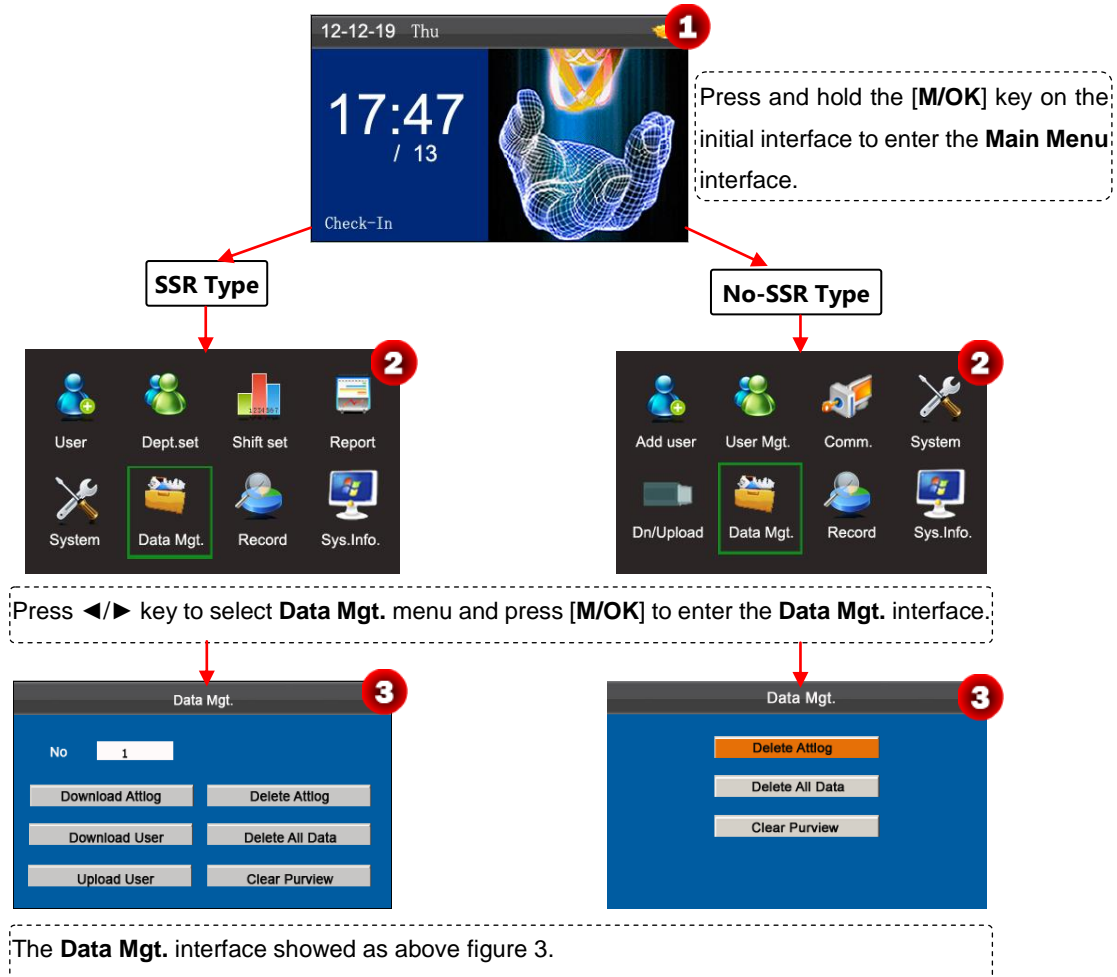 12-12-19 Thu
1
17:47
/ 13
Check-In
Press and hold the [M/OK] key on the
initial interface to enter the Main Menu
interface.
SSR Type
No-SSR Type
2
User Dept.set Shift set Report
System Data Mgt. Record Sys.Info.
2
Add user User Mgt. Comm. System
Dn/Upload Data Mgt. Record Sys.Info.
Press ◄/► key to select Data Mgt. menu and press [M/OK] to enter the Data Mgt. interface.
Data Mgt.
3
No 1
Download Attlog Delete Attlog
Download User Delete All Data
Upload User Clear Purview
Data Mgt.
3
Delete Attlog
Delete All Data
Clear Purview
The Data Mgt. interface showed as above figure 3.